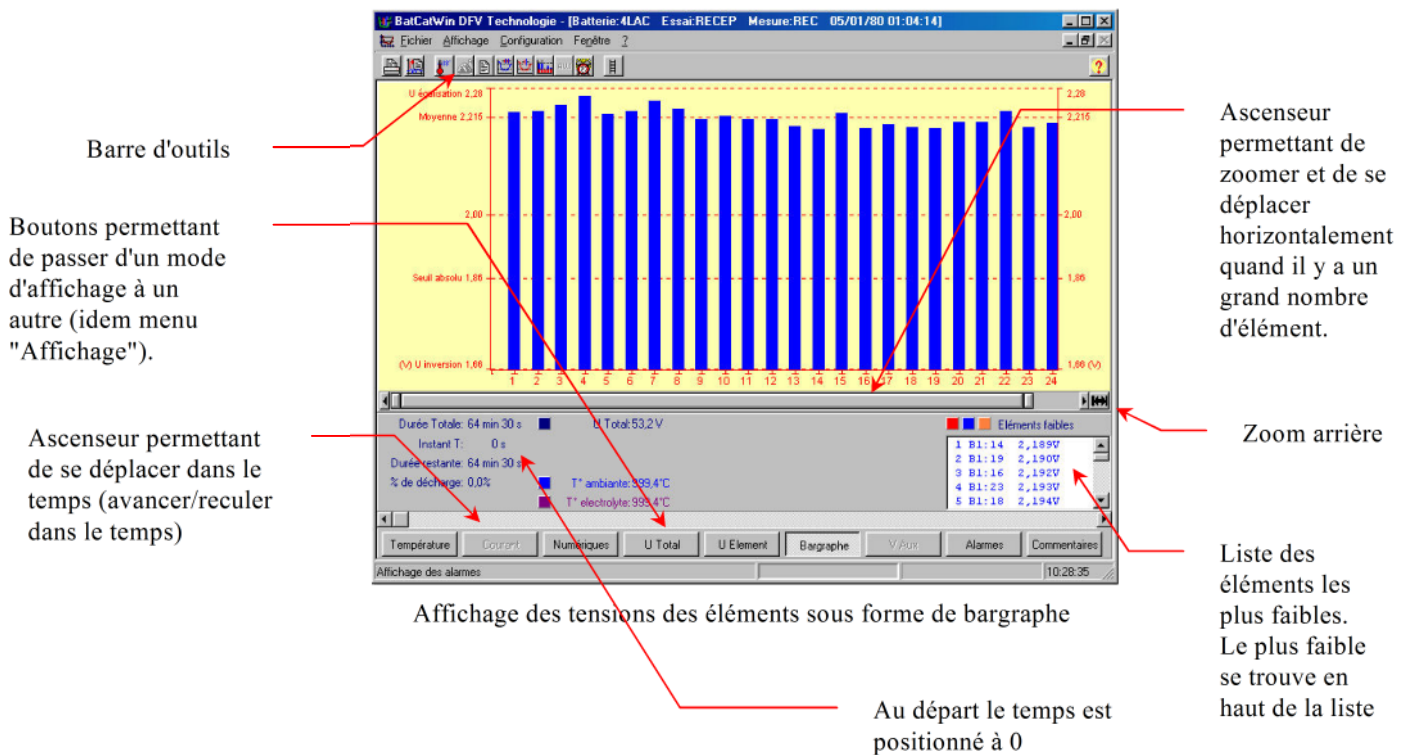 BatCatWin DFV Technologie - [Batterie:4LAC Essai:RECEP Mesure:REC 05/01/80 01:04:14]
Fichier Affichage Configuration Fenêtre ?
U égalisation 2,28
2,28
Moyenne 2,215
2,215
2,00
2,00
Seuil absolu 1,86
1,86
(V) U inversion 1,66
1,66 (V)
1 2 3 4 5 6 7 8 9 10 11 12 13 14 15 16 17 18 19 20 21 22 23 24
Durée Totale: 64 min 30 s
U Total: 53,2 V
Instant T: 0 s
Durée restante: 64 min 30 s
% de décharge: 0,0%
T° ambiante: 999,4°C
T° electrolyte: 999,4°C
Eléments faibles
1 B1:14 2,189V
2 B1:19 2,190V
3 B1:16 2,192V
4 B1:23 2,193V
5 B1:18 2,194V
Température Courant Numériques U Total U Element Bargraphe V Aux Alarmes Commentaires
Affichage des alarmes
10:28:35
Barre d'outils
Boutons permettant
de passer d'un mode
d'affichage à un
autre (idem menu
"Affichage").
Ascenseur permettant
de se déplacer dans le
temps (avancer/reculer
dans le temps)
Ascenseur
permettant de
zoomer et de se
déplacer
horizontalement
quand il y a un
grand nombre
d'élément.
Zoom arrière
Liste des
éléments les
plus faibles.
Le plus faible
se trouve en
haut de la liste
Affichage des tensions des éléments sous forme de bargraphe
Au départ le temps est
positionné à 0